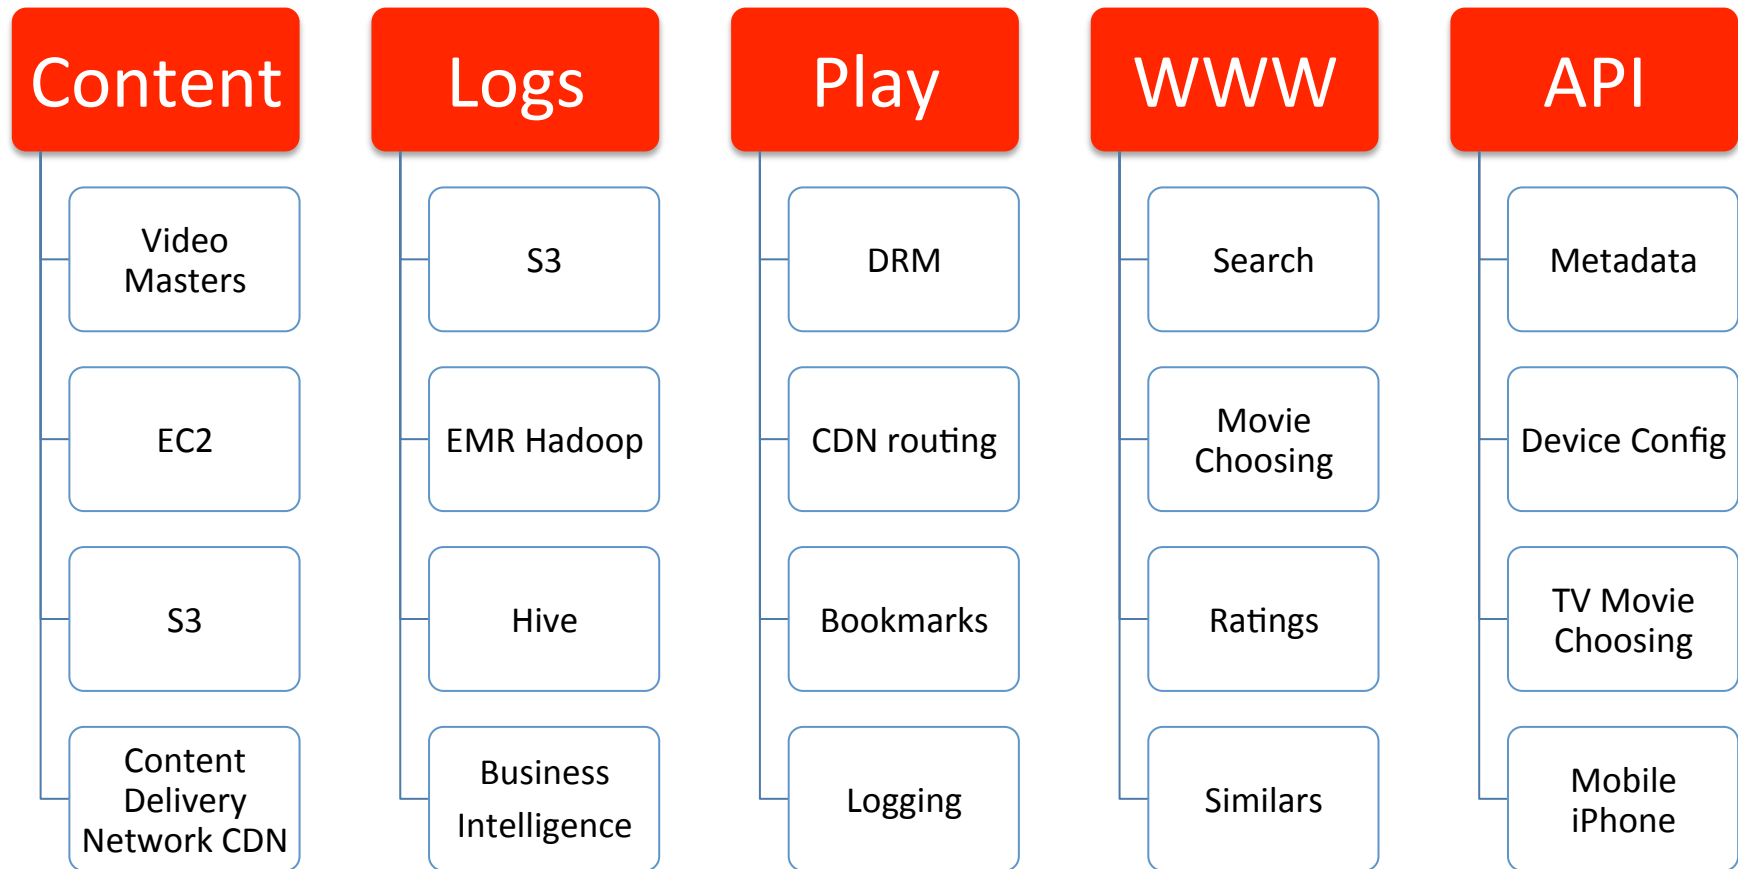 Content
Video
Masters
EC2
S3
Content
Delivery
Network CDN
Logs
S3
EMR Hadoop
Hive
Business
Intelligence
Play
DRM
CDN routing
Bookmarks
Logging
WWW
Search
Movie
Choosing
Ratings
Similars
API
Metadata
Device Config
TV Movie
Choosing
Mobile
iPhone